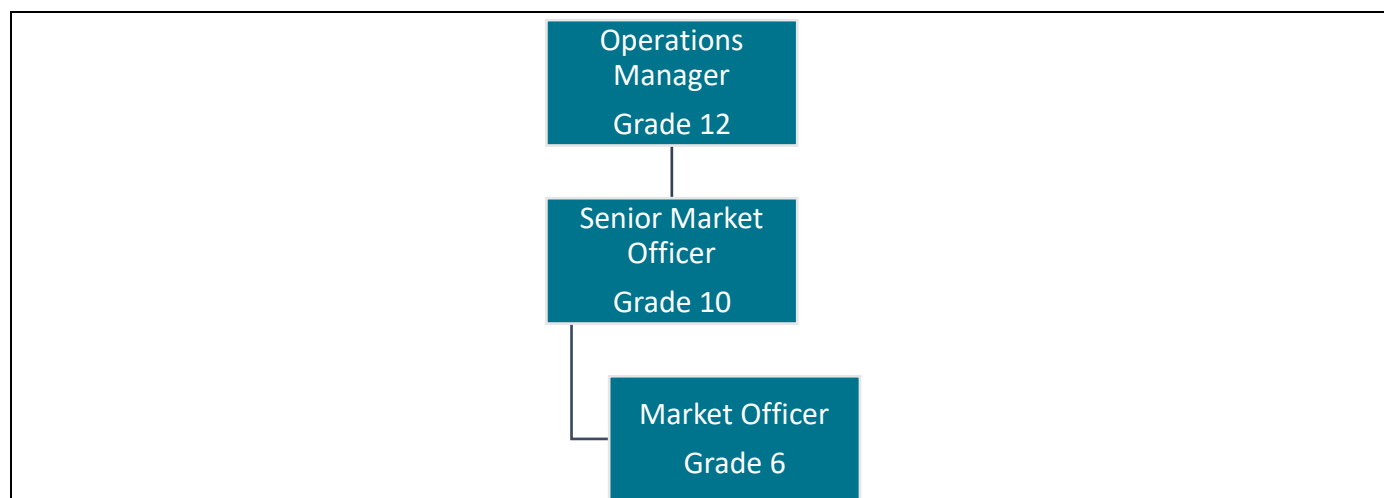 Operations
Manager
Grade 12
Senior Market
Officer
Grade 10
Market Officer
Grade 6